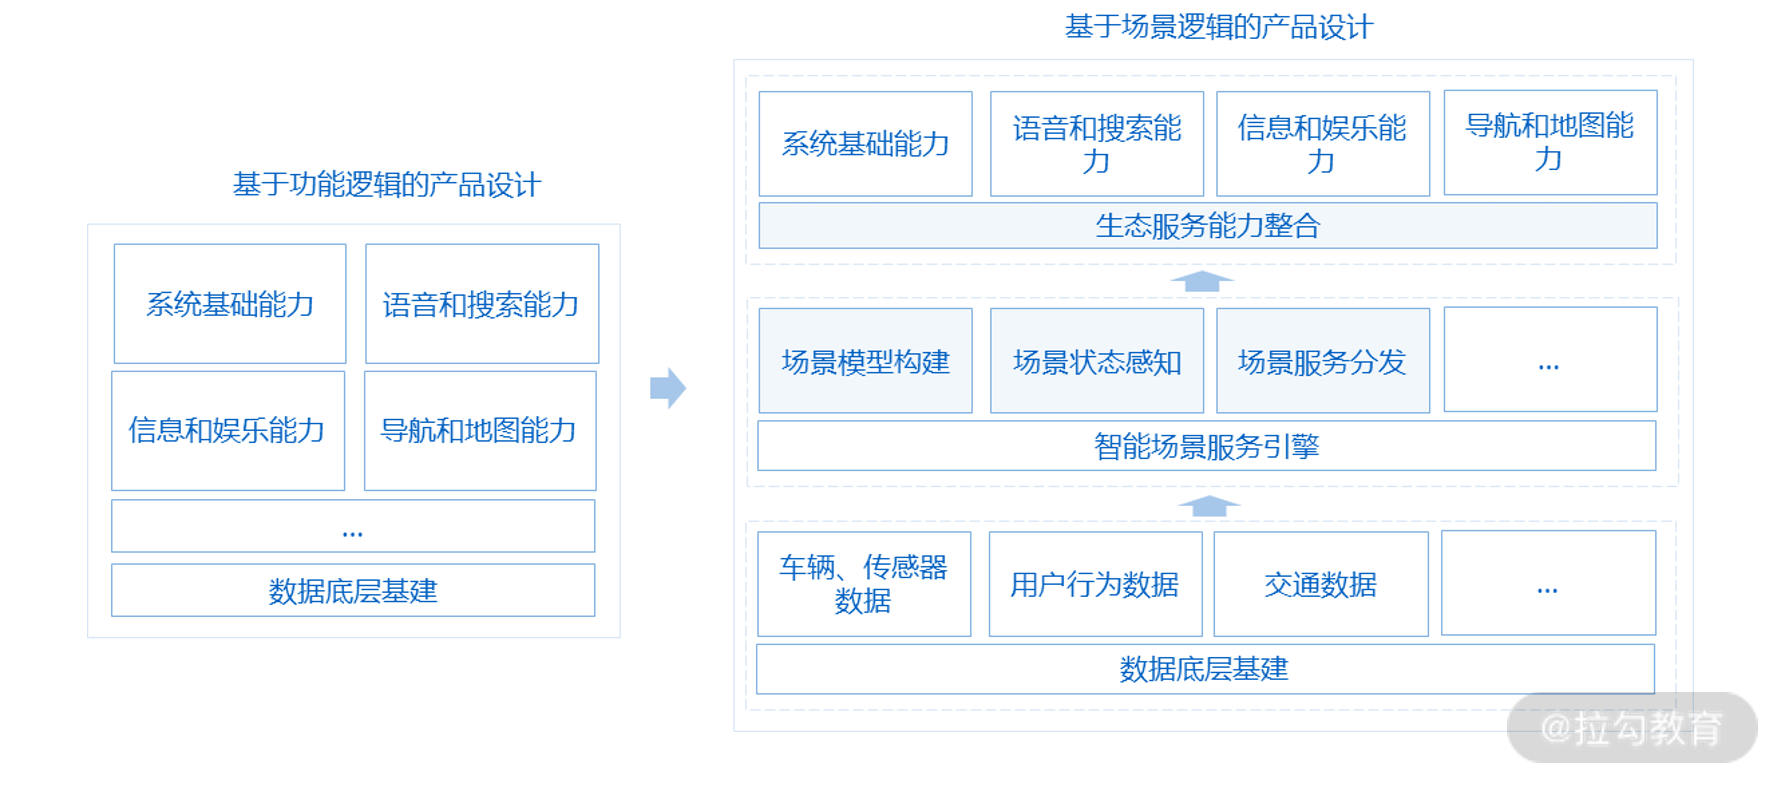 基于功能逻辑的产品设计
系统基础能力
语音和搜索能力
信息和娱乐能力
导航和地图能力
...
数据底层基建
基于场景逻辑的产品设计
系统基础能力
语音和搜索能
力
信息和娱乐能
力
导航和地图能
力
生态服务能力整合
场景模型构建
场景状态感知
场景服务分发
...
智能场景服务引擎
车辆、传感器
数据
用户行为数据
交通数据
...
数据底层基建
@拉勾教育